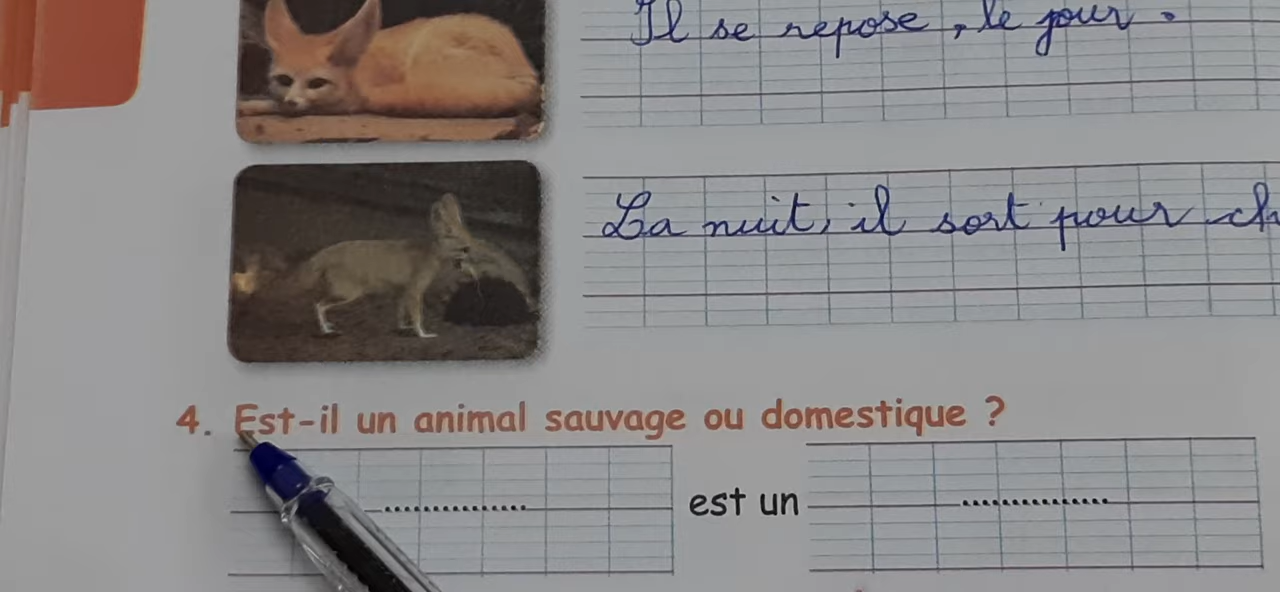 Il se repose, le jour.
La nuit, il sort pour
4. Est-il un animal sauvage ou domestique ?
............... est un ...............